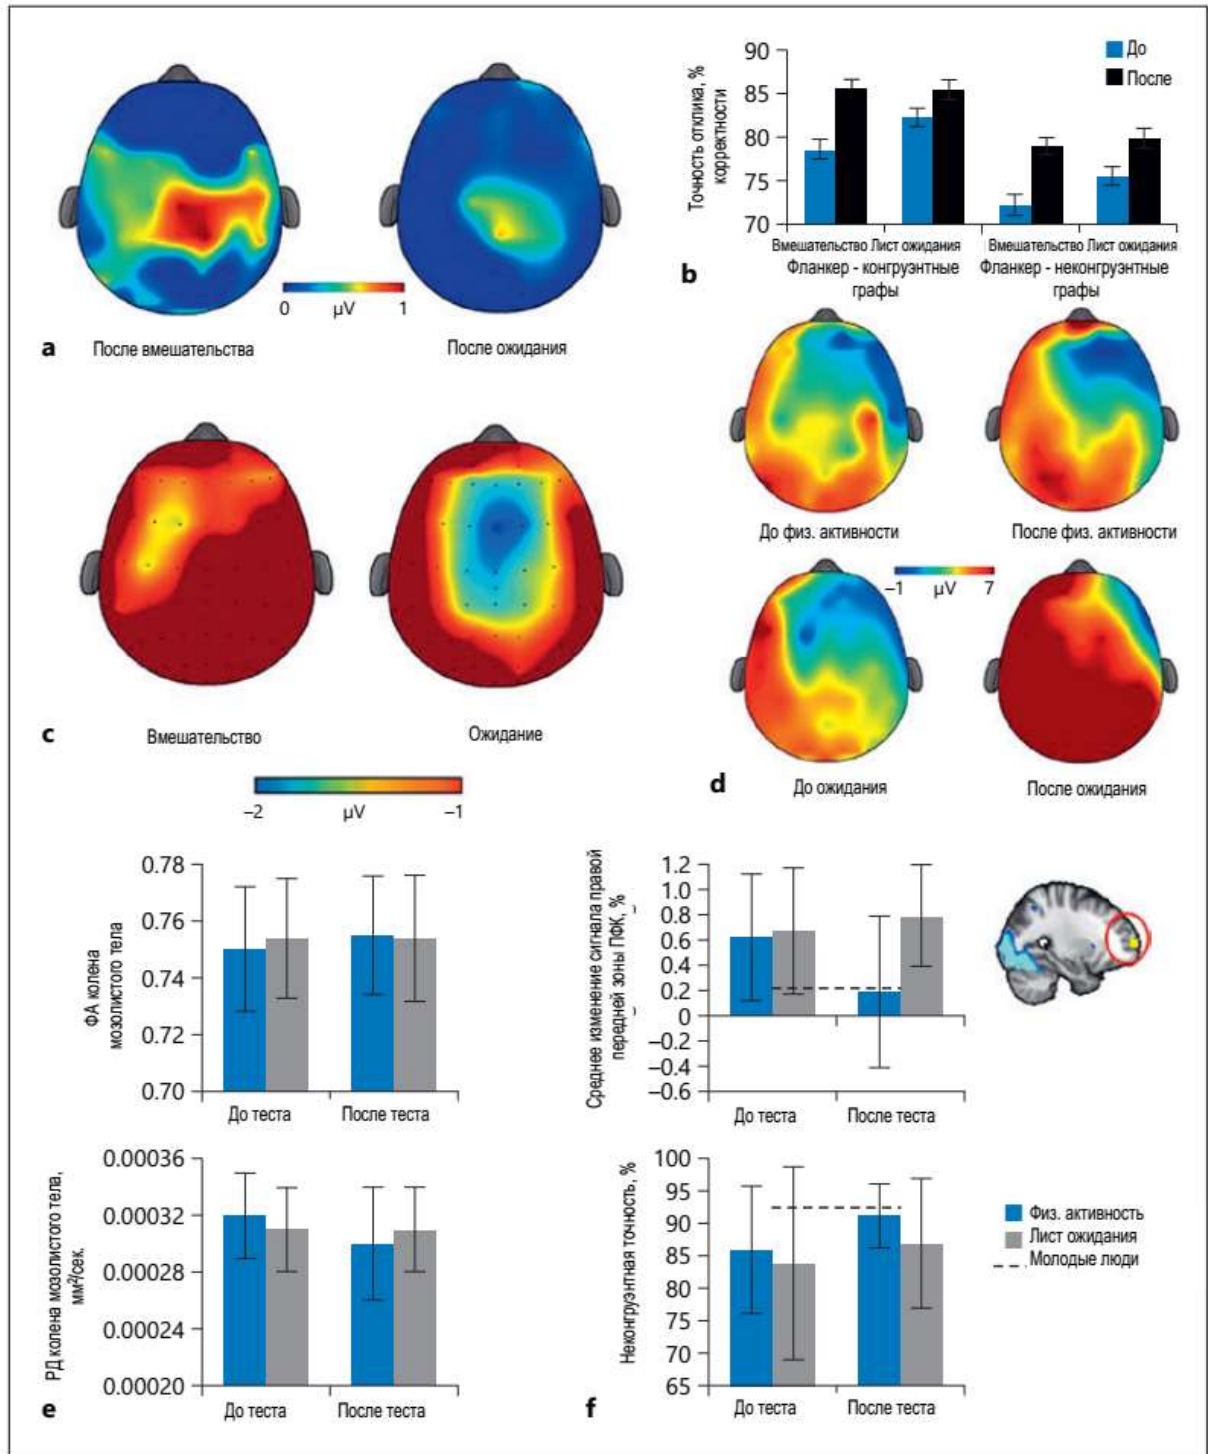 0
µV
1
a
После вмешательства
После ожидания
Точность отклика, %
корректности
90
85
80
75
70
До
После
Вмешательство Лист ожидания
Вмешательство Лист ожидания
Фланкер - конгруэнтные
графы
Фланкер - неконгруэнтные
графы
b
Вмешательство
Ожидание
c
–2
µV
–1
До физ. активности
После физ. активности
–1
µV
7
d
До ожидания
После ожидания
ФА колена
мозолистого тела
0.78
0.76
0.74
0.72
0.70
До теста
После теста
РД колена мозолистого тела,
мм²/сек.
0.00036
0.00032
0.00028
0.00024
0.00020
e
До теста
После теста
Среднее изменение сигнала правой
передней зоны ПФК, %
1.2
1.0
0.8
0.6
0.4
0.2
0
–0.2
–0.4
–0.6
До теста
После теста
Неконгруэнтная точность, %
100
95
90
85
80
75
70
65
f
До теста
После теста
Физ. активность
Лист ожидания
Молодые люди